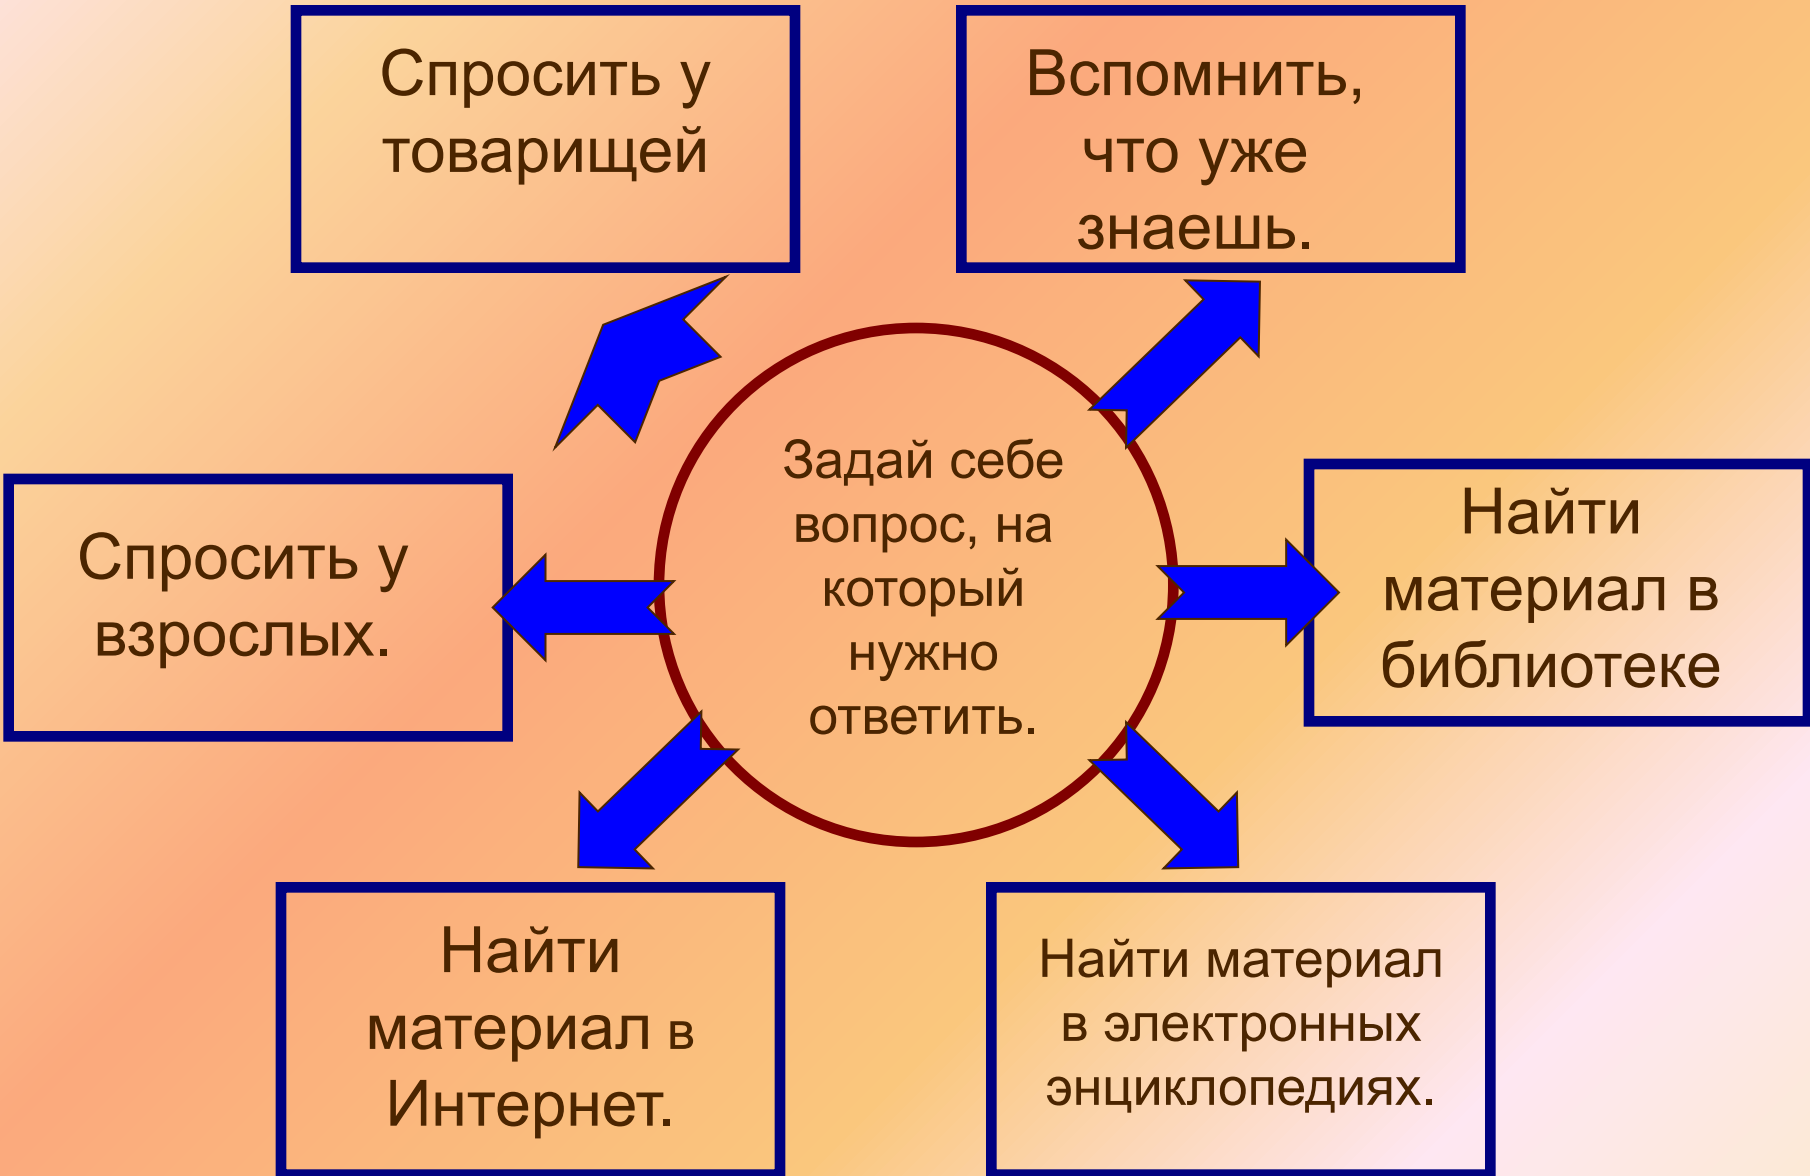 Спросить у
товарищей
Вспомнить,
что уже
знаешь.
Задай себе
вопрос, на
который
нужно
ответить.
Спросить у
взрослых.
Найти
материал в
библиотеке
Найти
материал в
Интернет.
Найти материал
в электронных
энциклопедиях.